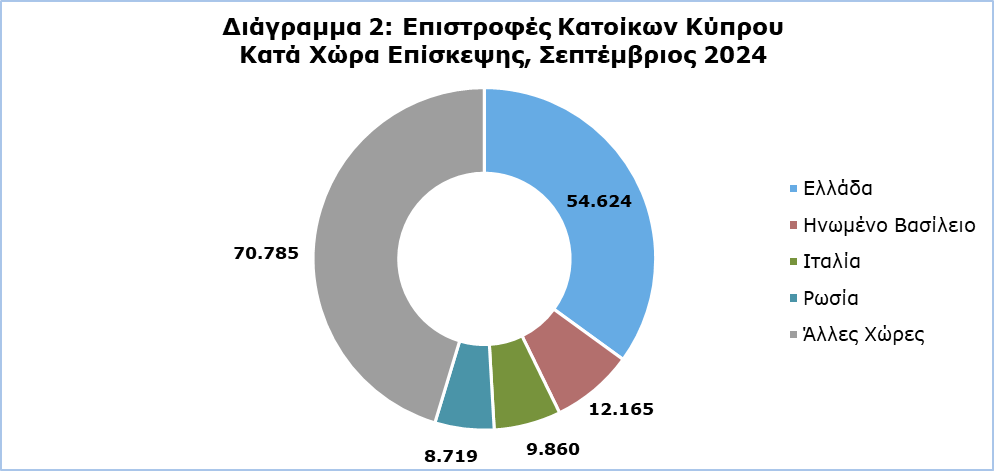 Διάγραμμα 2: Επιστροφές Κατοίκων Κύπρου
Κατά Χώρα Επίσκεψης, Σεπτέμβριος 2024
54.624
70.785
12.165
9.860
8.719
Ελλάδα
Ηνωμένο Βασίλειο
Ιταλία
Ρωσία
Άλλες Χώρες